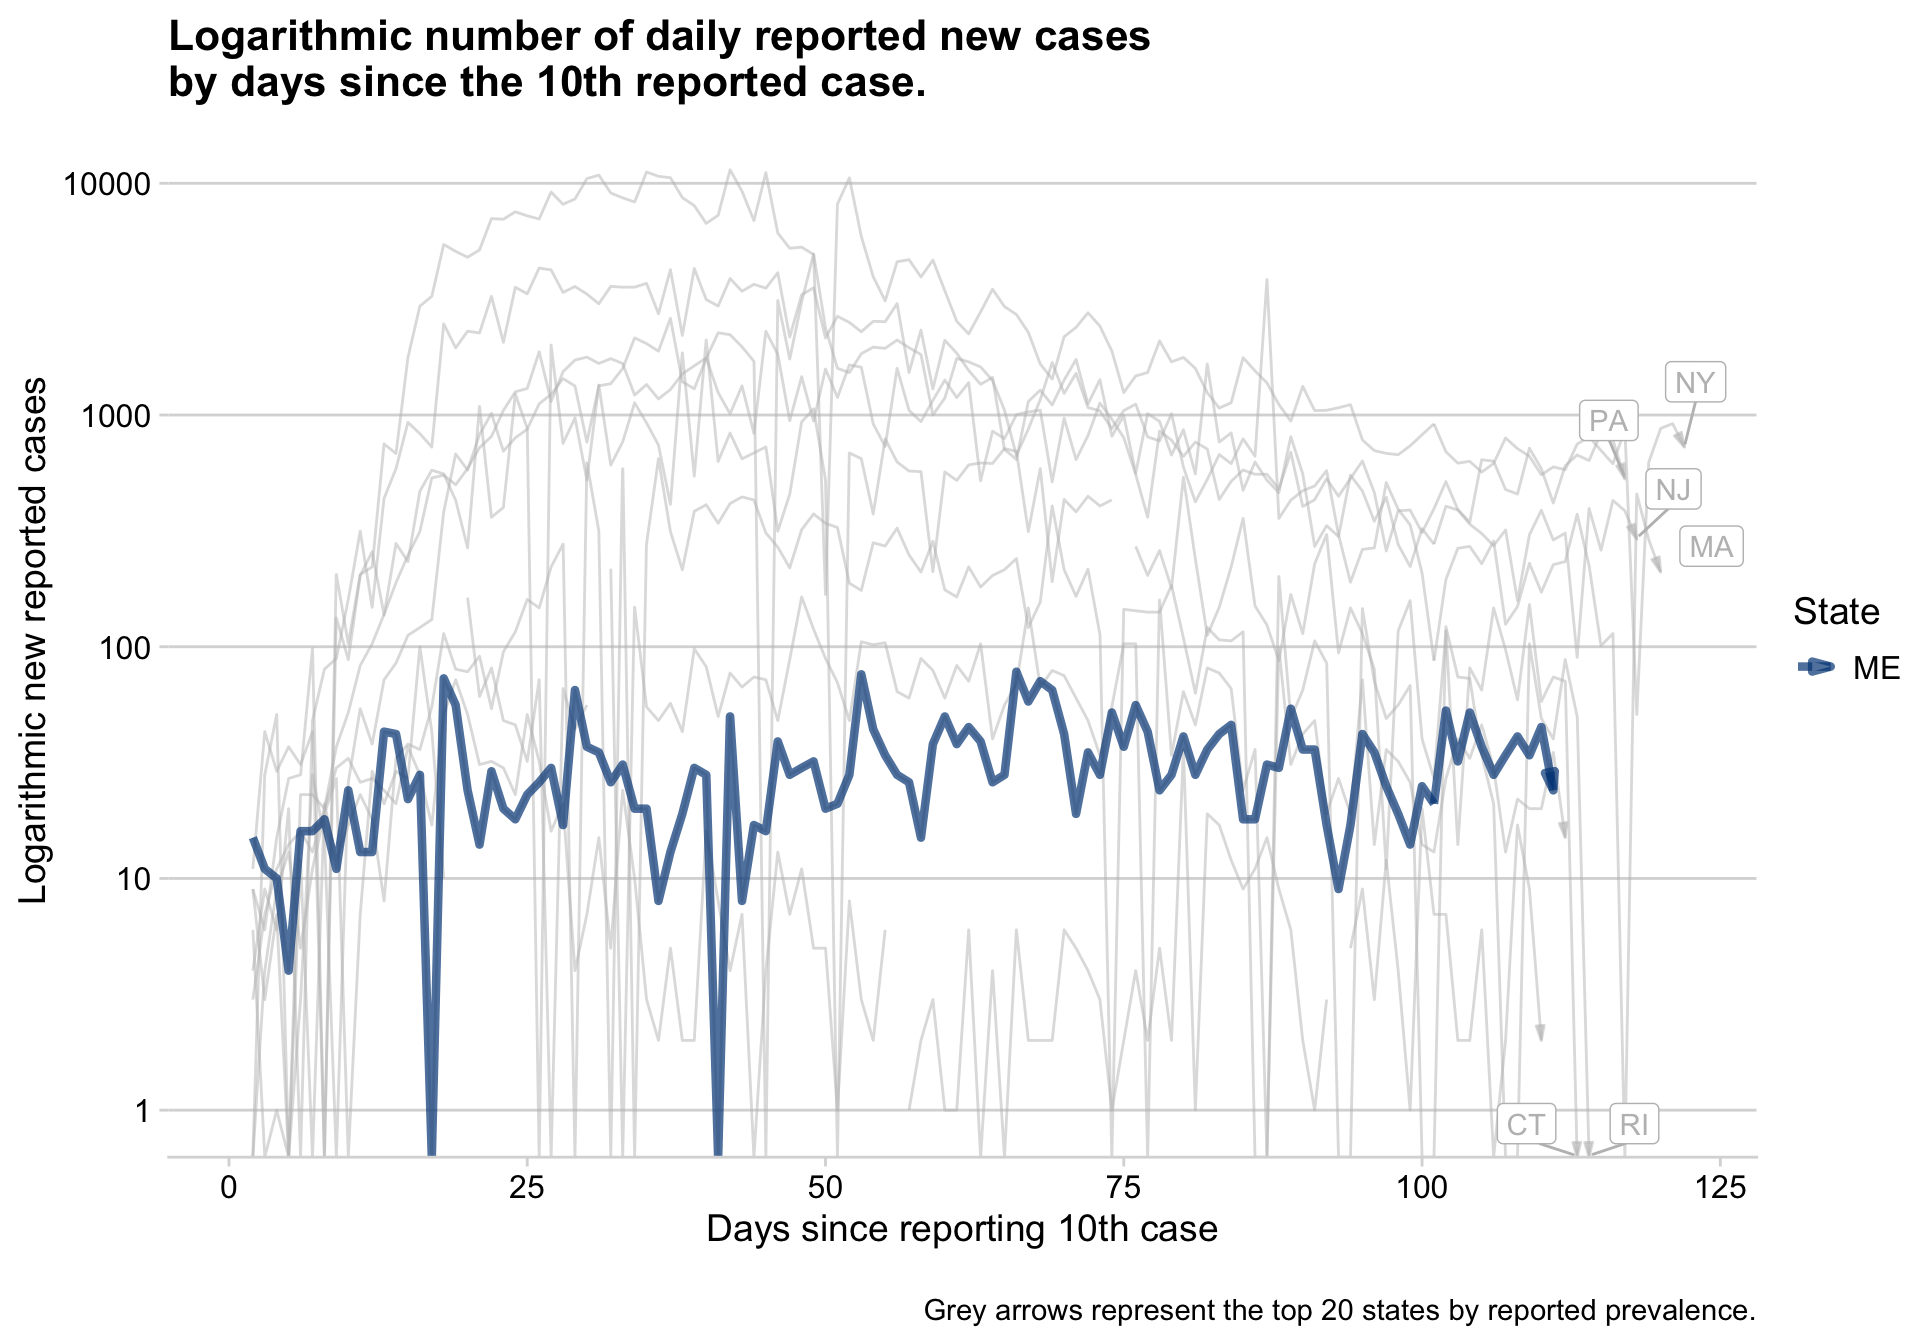 Logarithmic number of daily reported new cases
by days since the 10th reported case.
Logarithmic new reported cases
10000
1000
100
10
1
NY
PA
NJ
MA
CT
RI
State
ME
0
25
50
75
100
125
Days since reporting 10th case
Grey arrows represent the top 20 states by reported prevalence.